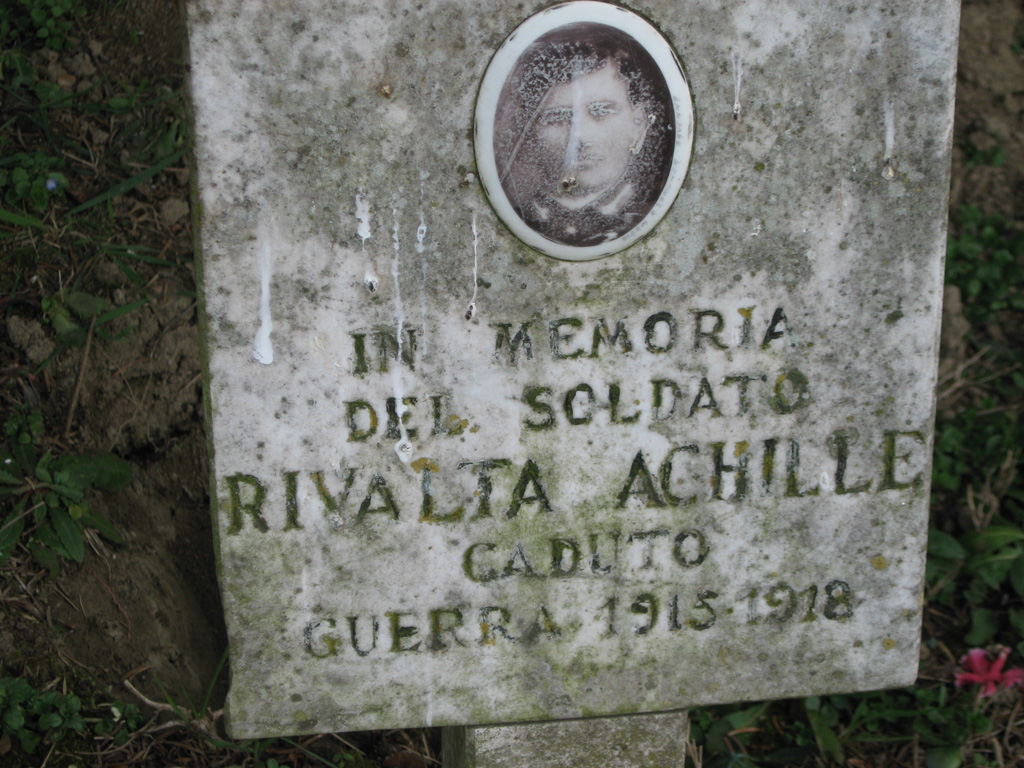 IN MEMORIA
DEL SOLDATO
RIVALTA ACHILLE
CADUTO
GUERRA 1915-1918